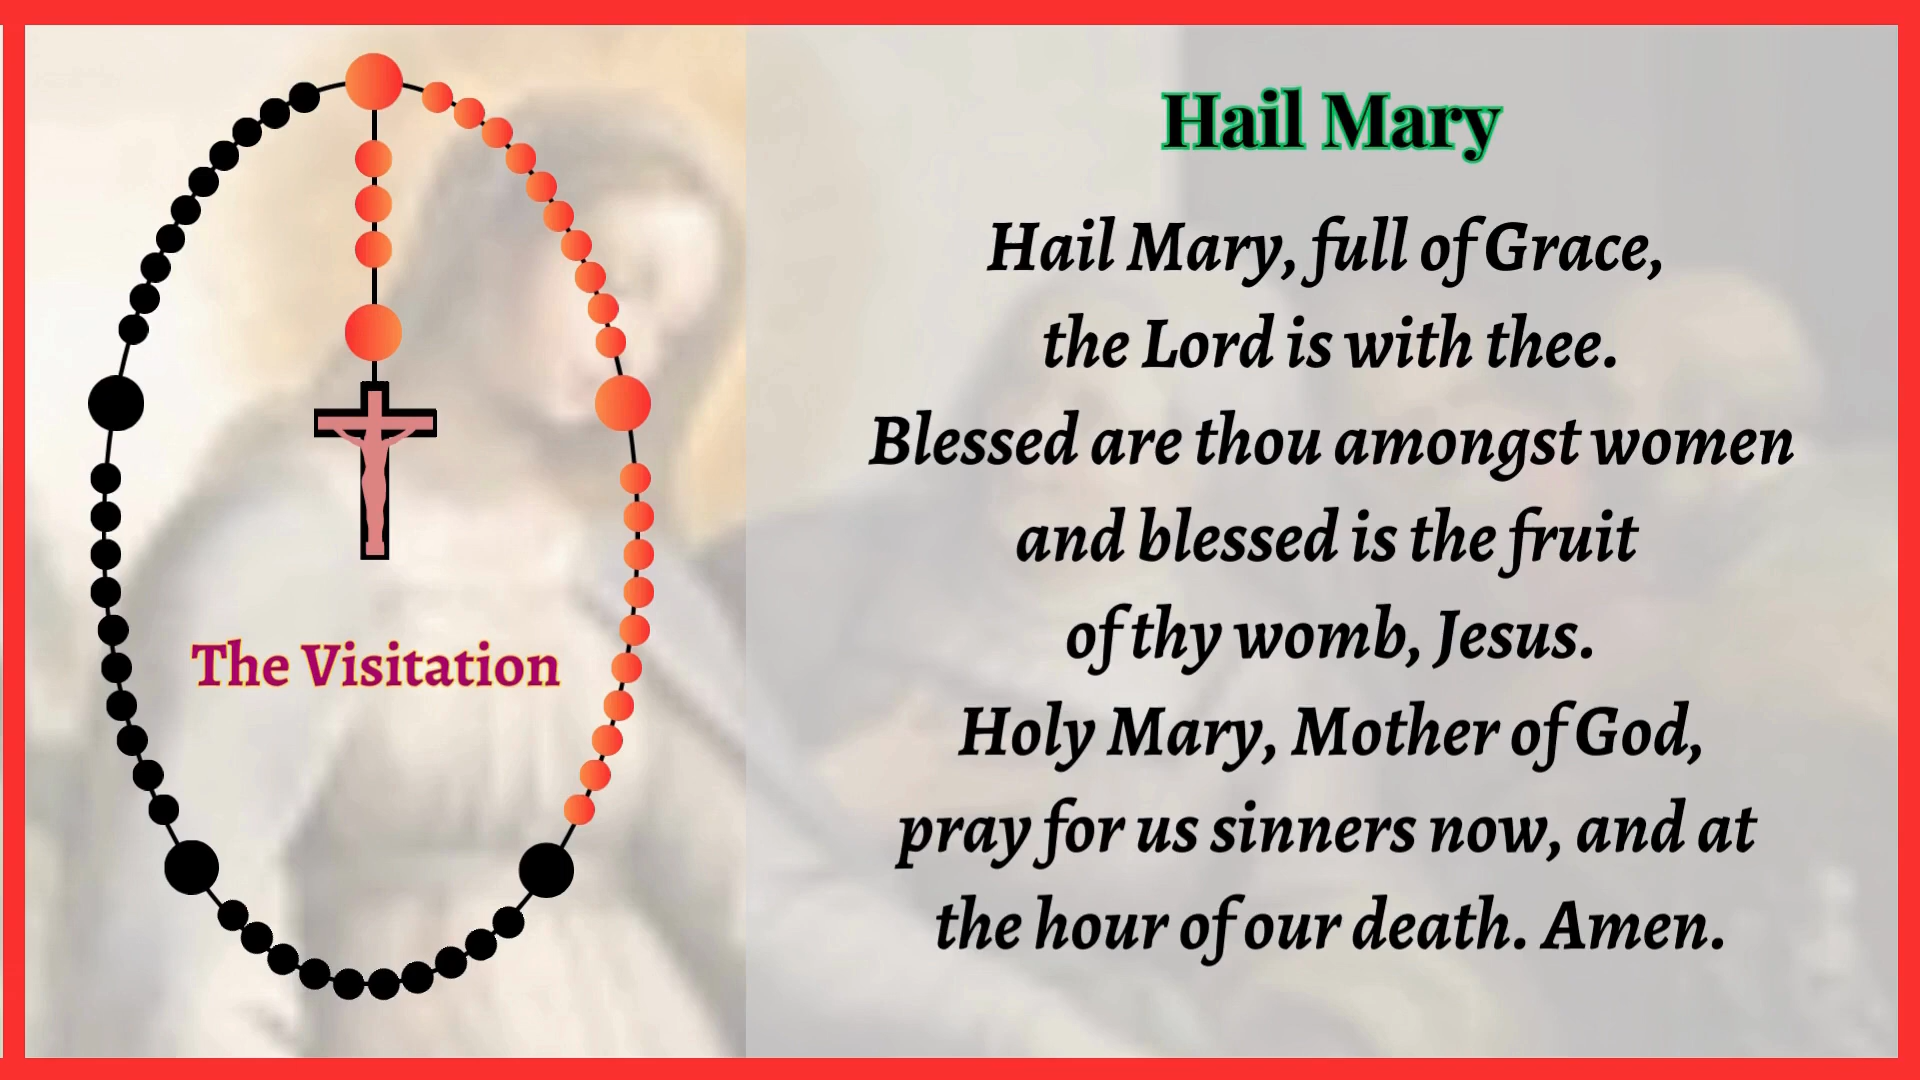 The Visitation
Hail Mary
Hail Mary, full of Grace,
the Lord is with thee.
Blessed are thou amongst women
and blessed is the fruit
of thy womb, Jesus.
Holy Mary, Mother of God,
pray for us sinners now, and at
the hour of our death. Amen.